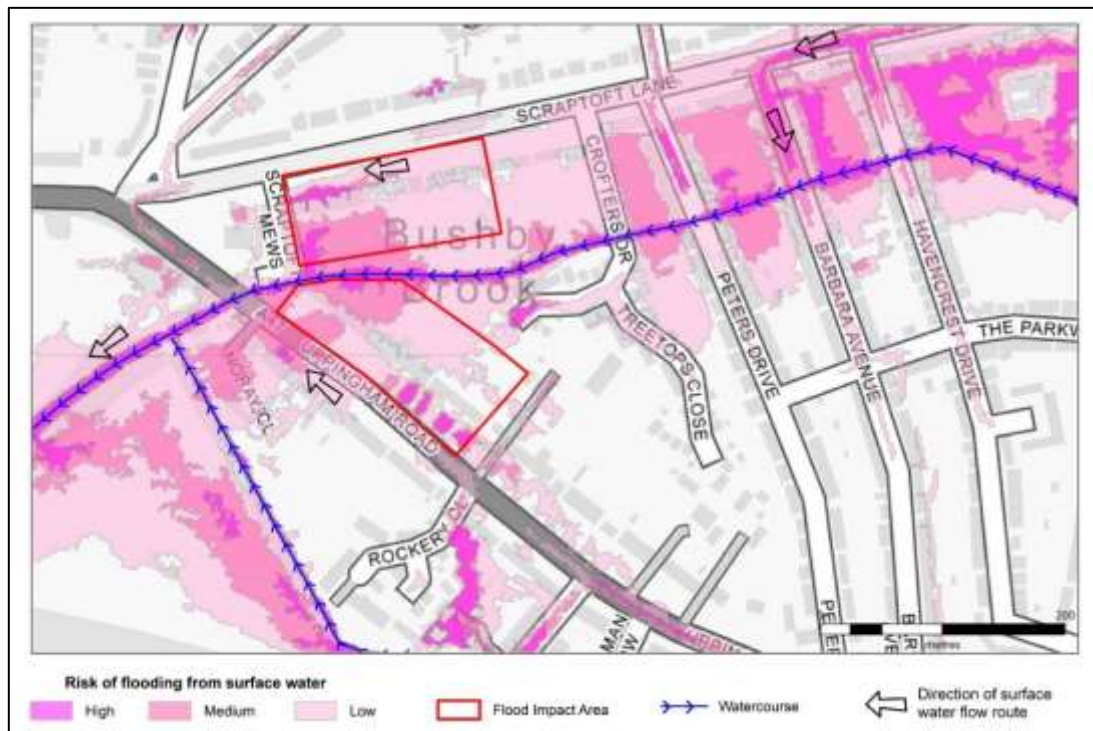 SCRAPTOFT LANE
SCRAPTOFT
MEWS
CROFTERS DR
Bushby
Brook
PETERS DRIVE
BARBARA AVENUE
HAVENCREST DRIVE
THE PARKW
TREETOPS CLOSE
UPPINGHAM ROAD
MORAY CL
ROCKERY DR
MAN
200
Risk of flooding from surface water
High
Medium
Low
Flood Impact Area
Watercourse
Direction of surface
water flow route